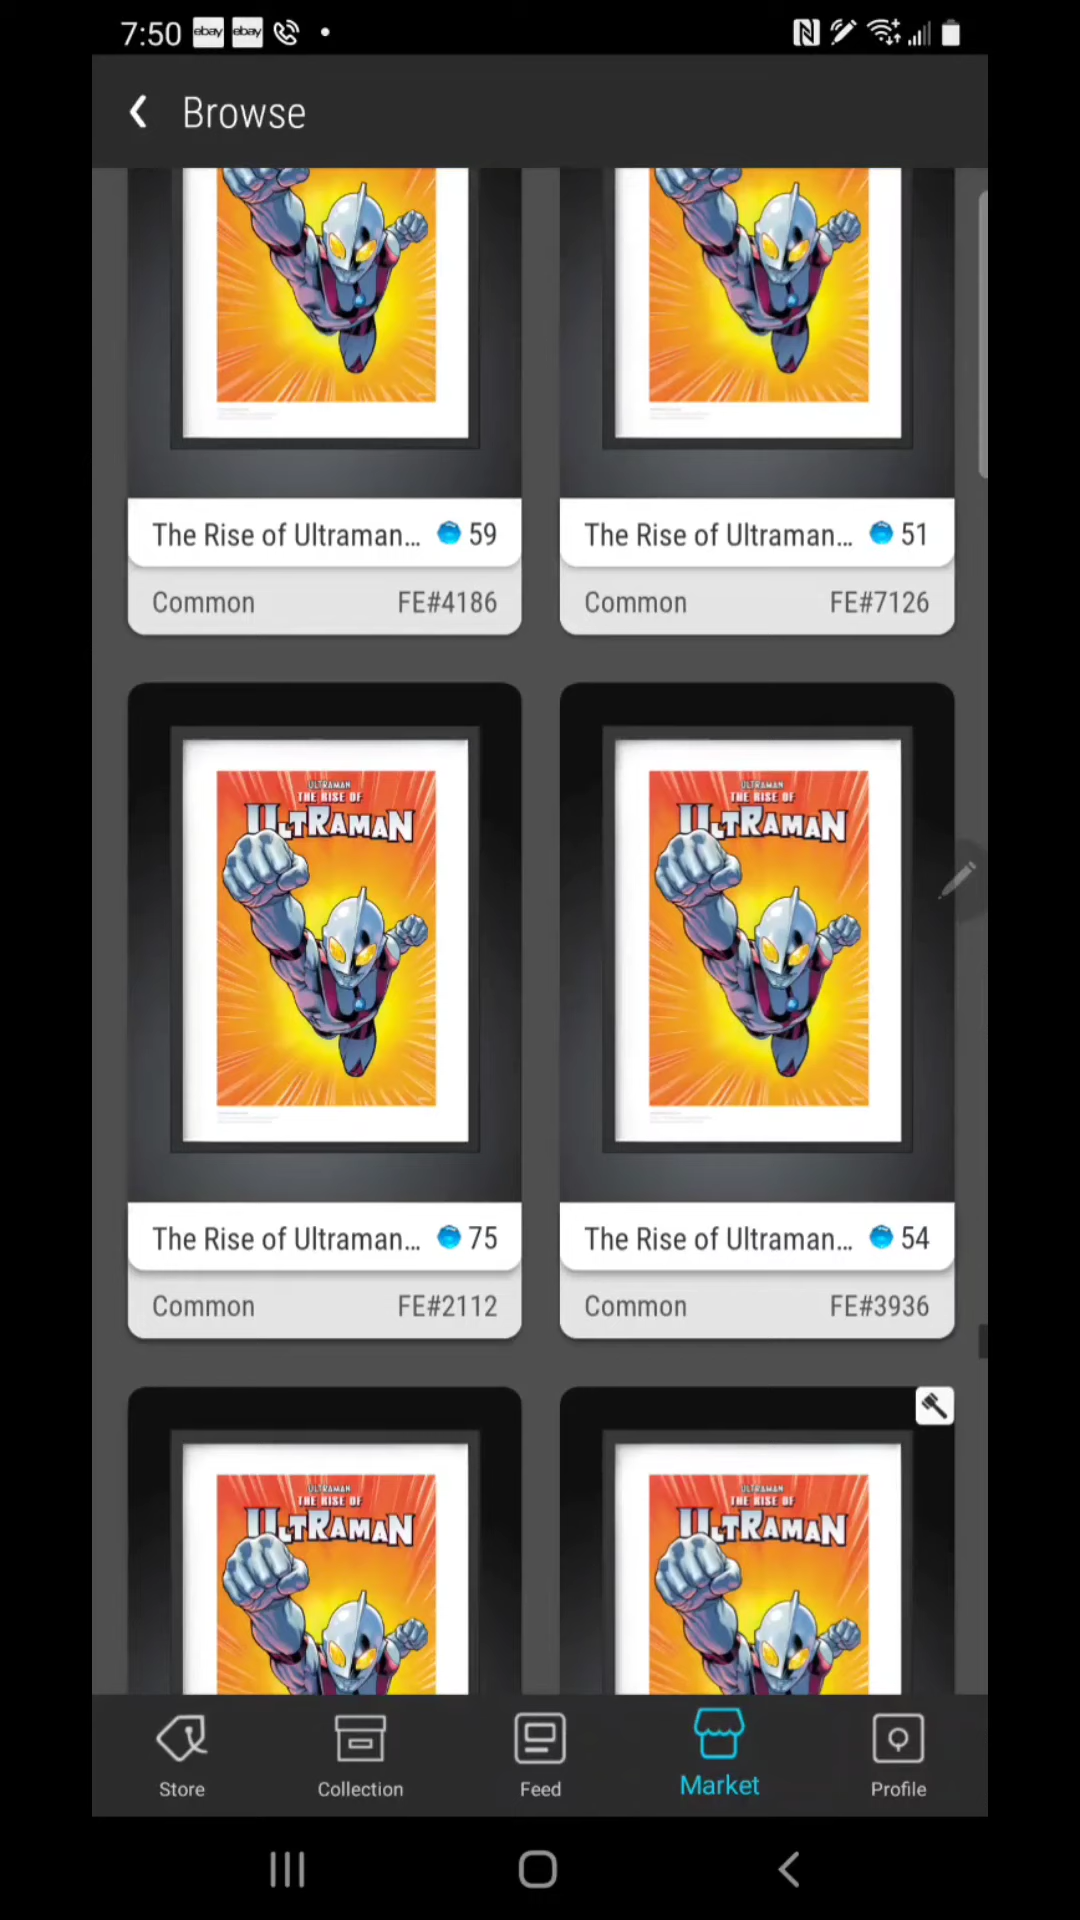 7:50 ebay ebay
Browse
The Rise of Ultraman... 59
Common FE#4186
The Rise of Ultraman... 51
Common FE#7126
ULTRAMAN
THE RISE OF
ULTRAMAN
ULTRAMAN
THE RISE OF
ULTRAMAN
The Rise of Ultraman... 75
Common FE#2112
The Rise of Ultraman... 54
Common FE#3936
ULTRAMAN
THE RISE OF
ULTRAMAN
ULTRAMAN
THE RISE OF
ULTRAMAN
Store Collection Feed Market Profile